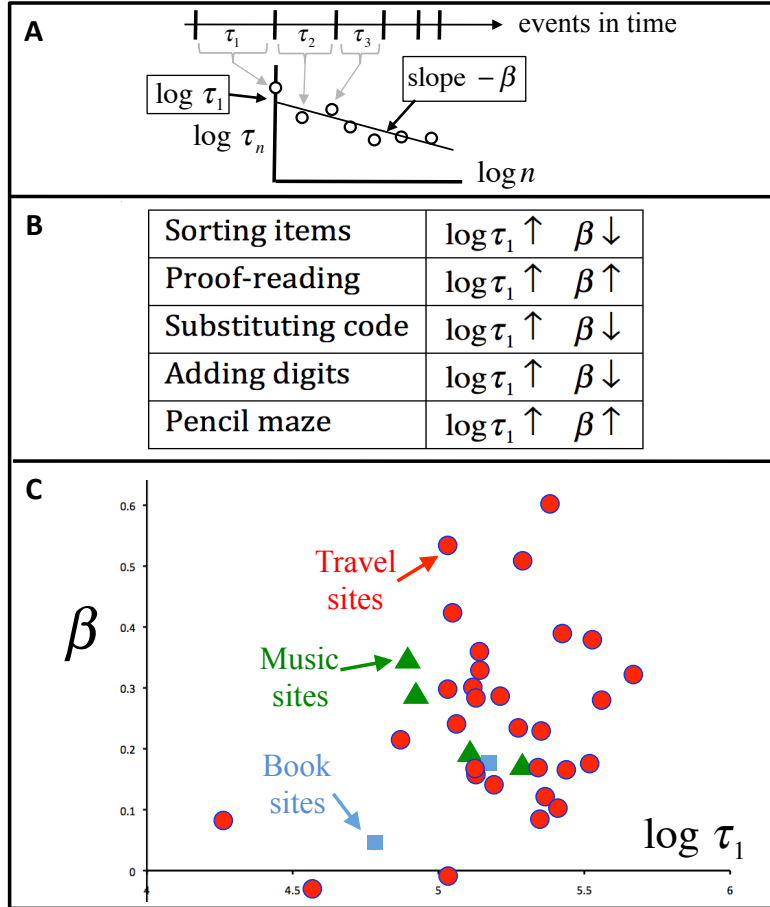 A
events in time
τ₁ τ₂ τ₃
log τ₁
slope − β
log τₙ
log n
B
Sorting items log τ₁ ↑ β ↓
Proof-reading log τ₁ ↑ β ↑
Substituting code log τ₁ ↑ β ↓
Adding digits log τ₁ ↑ β ↓
Pencil maze log τ₁ ↑ β ↑
C
0.6
0.5
Travel
sites
0.4
β
Music
sites
0.3
0.2
Book
sites
0.1
log τ₁
0
4 4.5 5 5.5 6